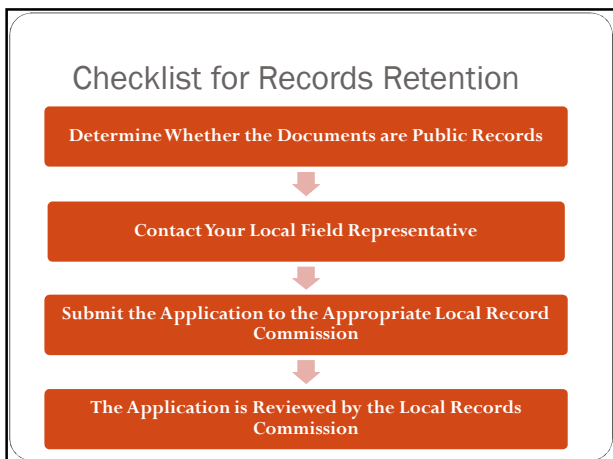 Checklist for Records Retention
Determine Whether the Documents are Public Records
Contact Your Local Field Representative
Submit the Application to the Appropriate Local Record
Commission
The Application is Reviewed by the Local Records
Commission